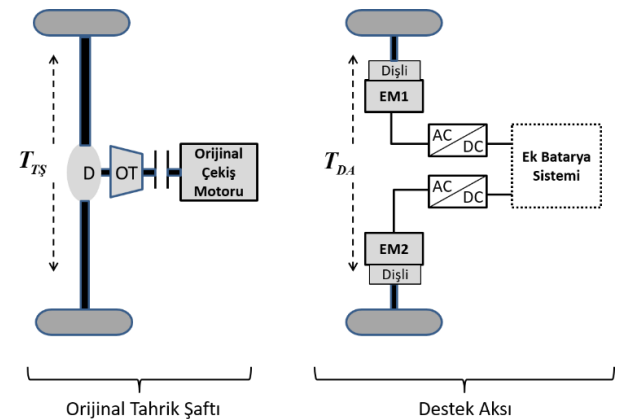 T_TŞ
D
OT
Orijinal
Çekiş
Motoru
Orijinal Tahrik Şaftı
T_DA
Dişli
EM1
AC
DC
AC
DC
Ek Batarya
Sistemi
EM2
Dişli
Destek Aksı